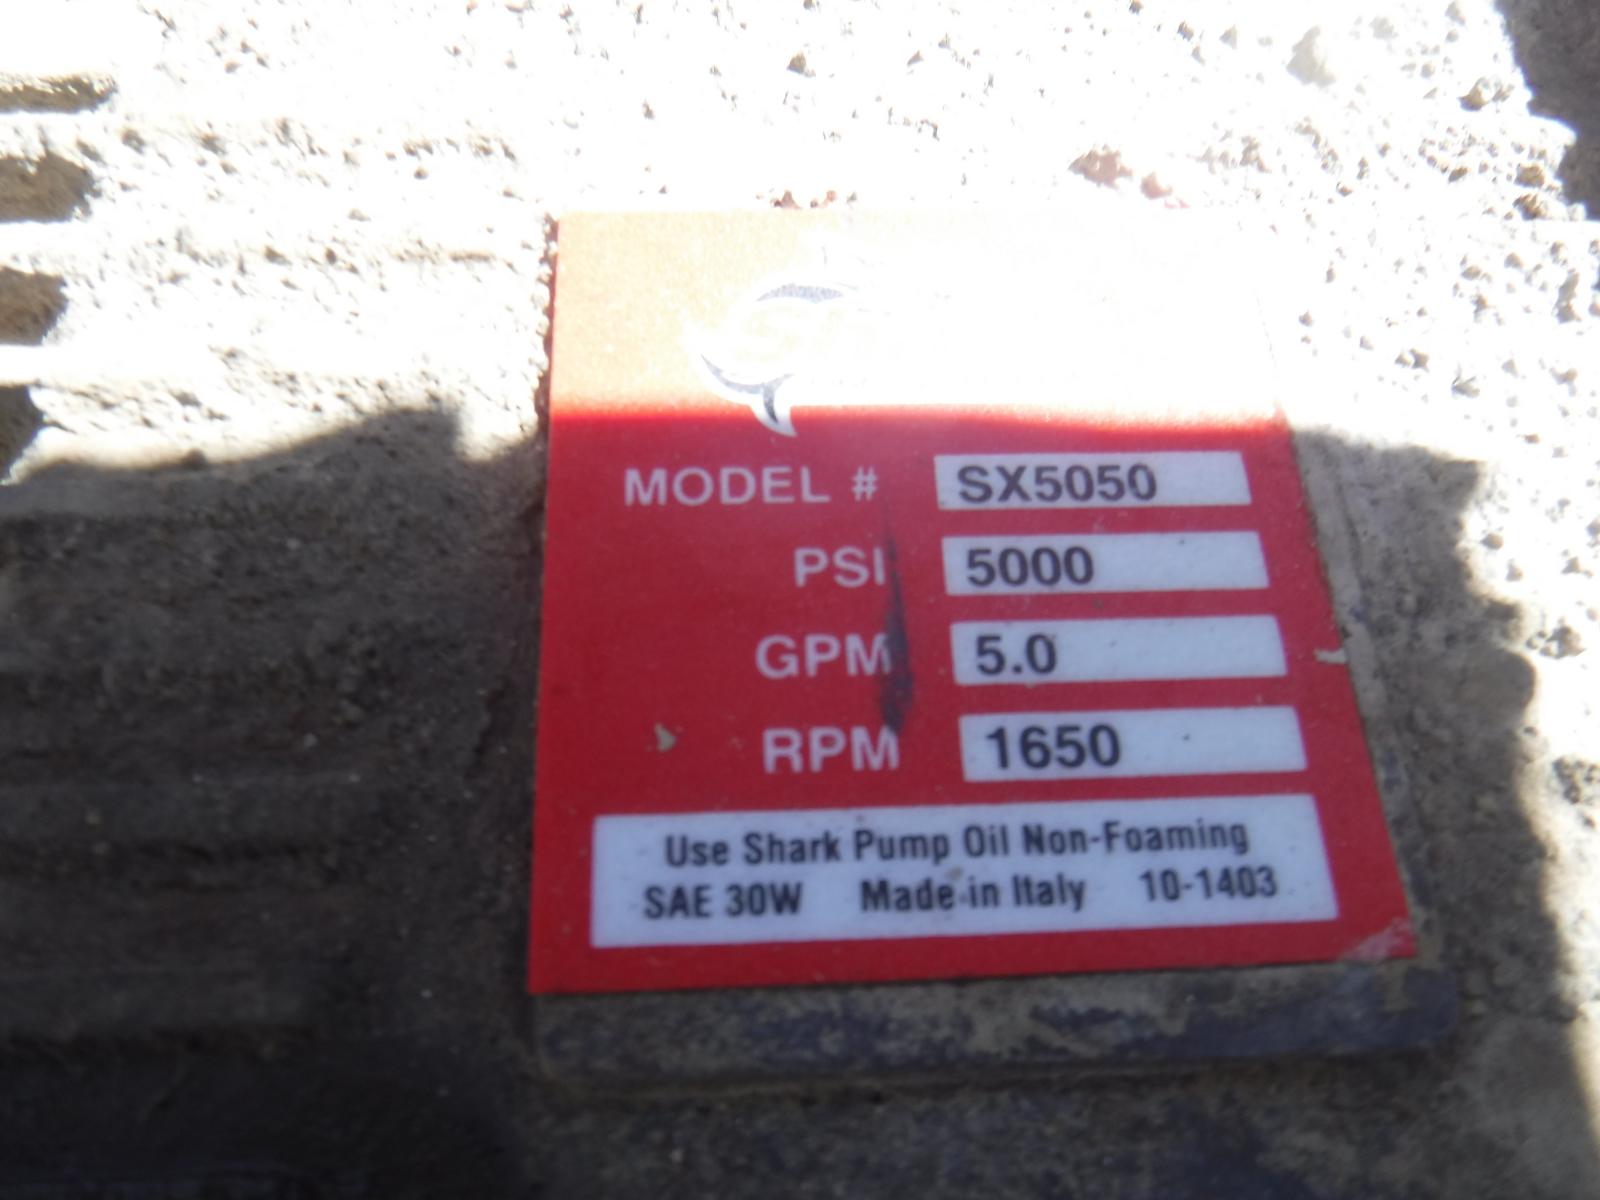 MODEL # SX5050
PSI 5000
GPM 5.0
RPM 1650
Use Shark Pump Oil Non-Foaming
SAE 30W Made in Italy 10-1403